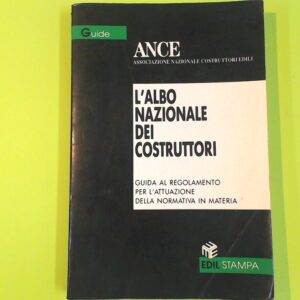 Guide
ANCE
ASSOCIAZIONE NAZIONALE COSTRUTTORI EDILI
L'ALBO
NAZIONALE
DEI
COSTRUTTORI
GUIDA AL REGOLAMENTO
PER L'ATTUAZIONE
DELLA NORMATIVA IN MATERIA
EDIL STAMPA